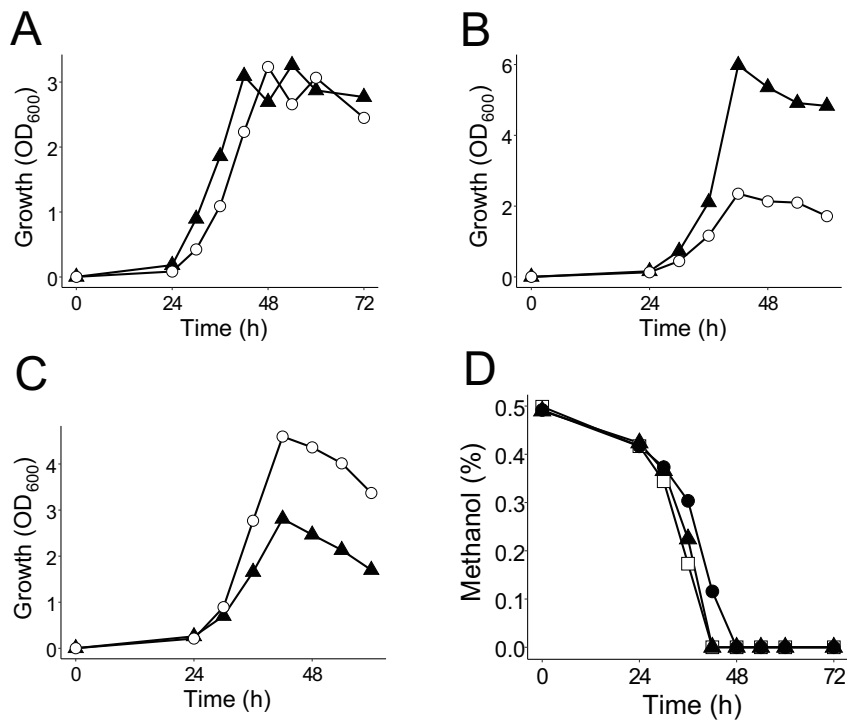 A
Growth (OD600)
3
2
1
0
0 24 48 72
Time (h)
B
Growth (OD600)
6
4
2
0
0 24 48
Time (h)
C
Growth (OD600)
4
3
2
1
0
0 24 48
Time (h)
D
Methanol (%)
0.5
0.4
0.3
0.2
0.1
0.0
0 24 48 72
Time (h)